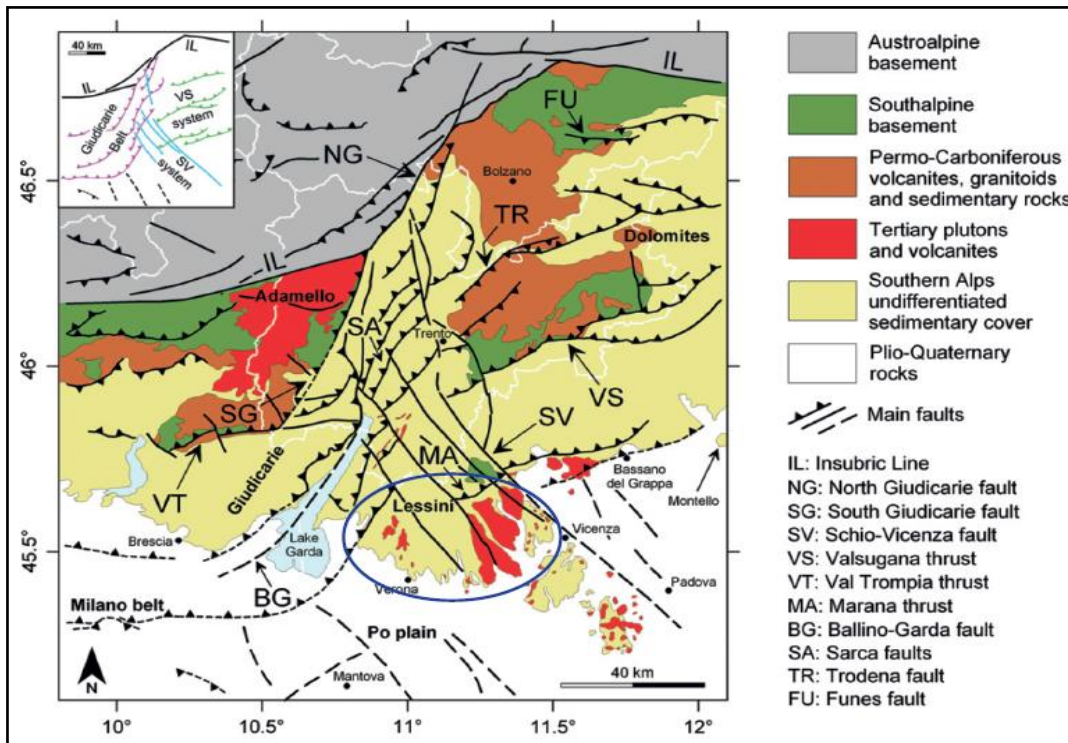 40 km
IL
IL
VS
system
Giudicarie
Belt
SV
system
IL
FU
NG
Bolzano
46.5°
TR
Dolomites
IL
Adamello
SA
Trento
46°
SG
VS
SV
MA
Giudicarie
VT
Lessini
Bassano
del Grappa
Montello
Brescia
Lake
Garda
Vicenza
45.5°
Verona
Padova
BG
Milano belt
Po plain
N
Mantova
40 km
10°
10.5°
11°
11.5°
12°
Austroalpine
basement
Southalpine
basement
Permo-Carboniferous
volcanites, granitoids
and sedimentary rocks
Tertiary plutons
and volcanites
Southern Alps
undifferentiated
sedimentary cover
Plio-Quaternary
rocks
Main faults
IL: Insubric Line
NG: North Giudicarie fault
SG: South Giudicarie fault
SV: Schio-Vicenza fault
VS: Valsugana thrust
VT: Val Trompia thrust
MA: Marana thrust
BG: Ballino-Garda fault
SA: Sarca faults
TR: Trodena fault
FU: Funes fault